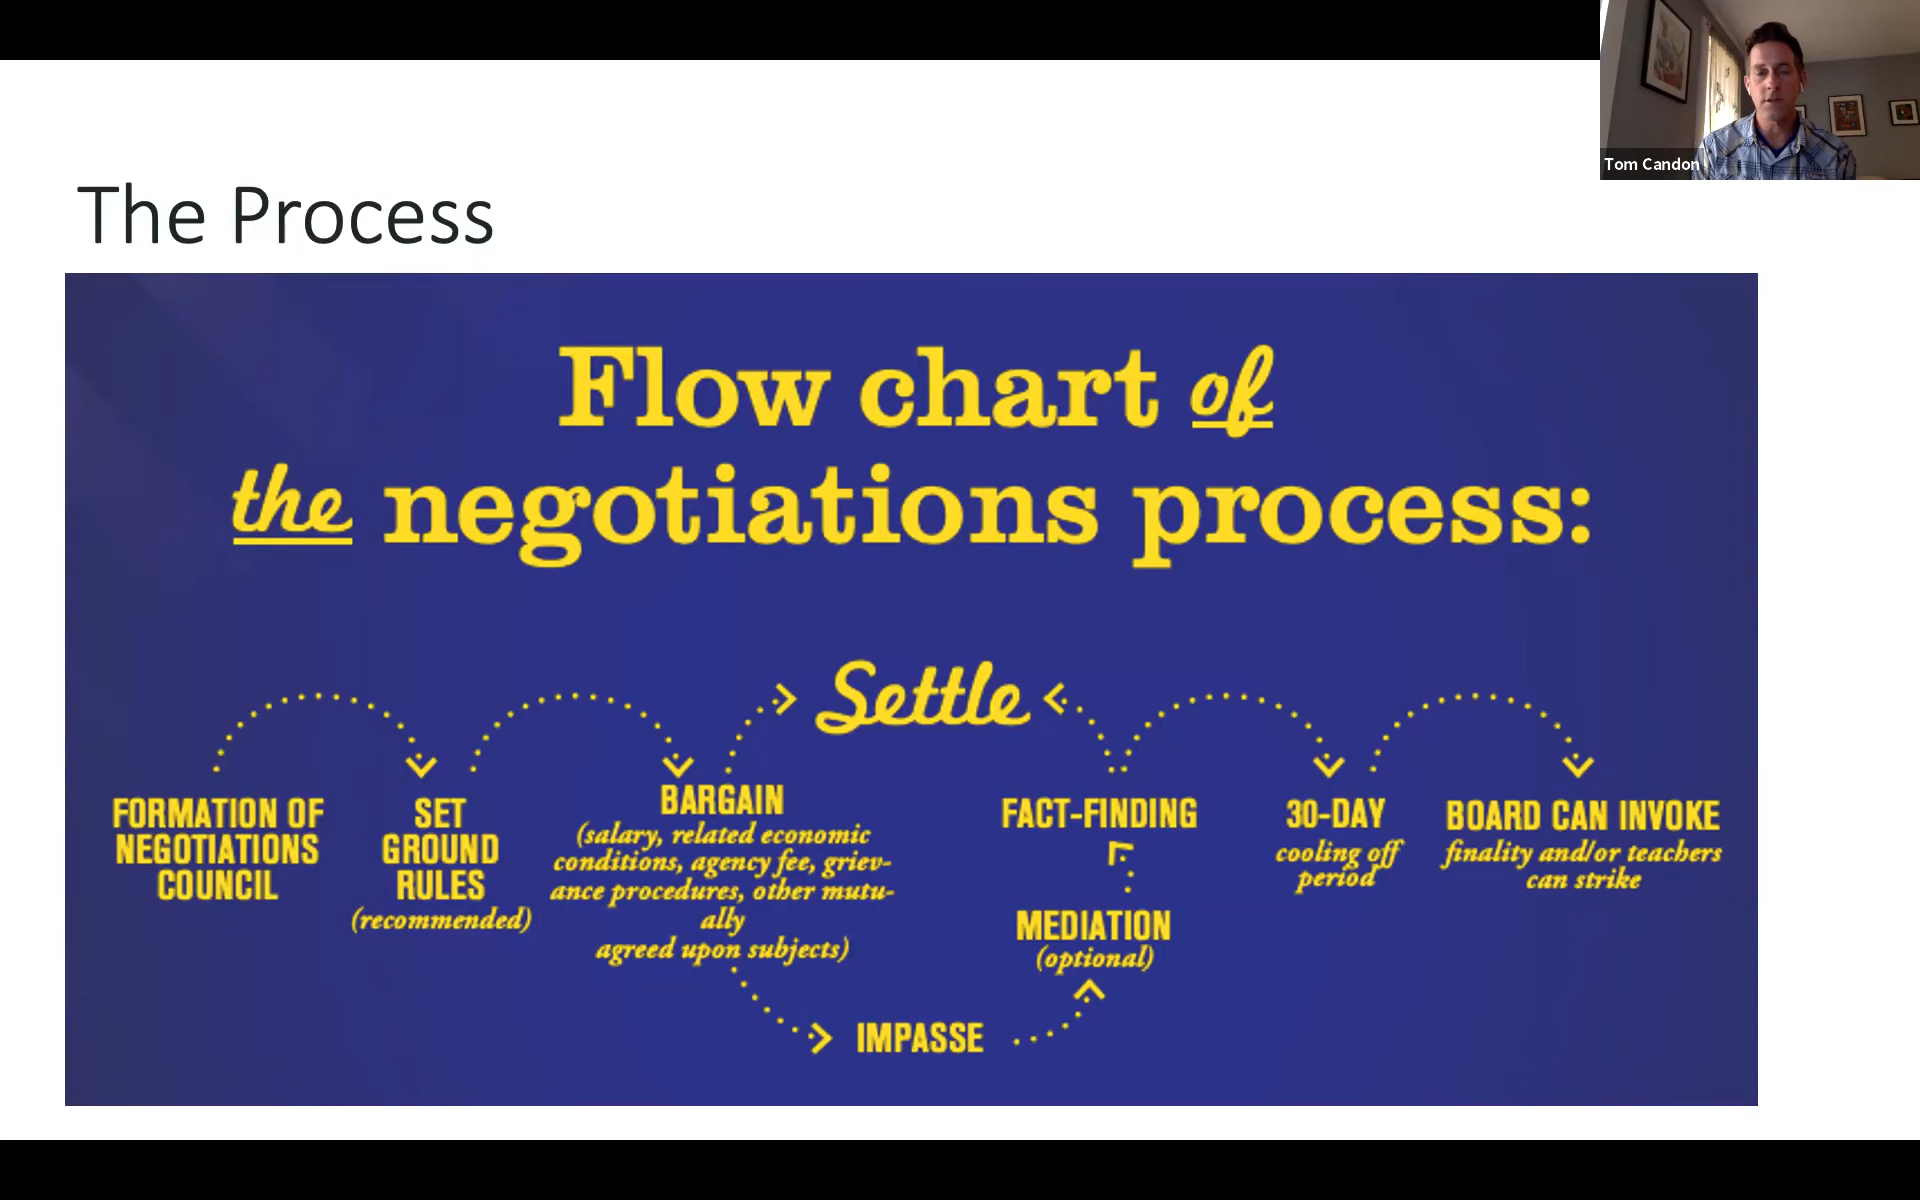 Tom Candon
The Process
Flow chart of
the negotiations process:
Settle
FORMATION OF
NEGOTIATIONS
COUNCIL
SET
GROUND
RULES
(recommended)
BARGAIN
(salary, related economic
conditions, agency fee, griev-
ance procedures, other mutu-
ally
agreed upon subjects)
IMPASSE
MEDIATION
(optional)
FACT-FINDING
30-DAY
cooling off
period
BOARD CAN INVOKE
finality and/or teachers
can strike